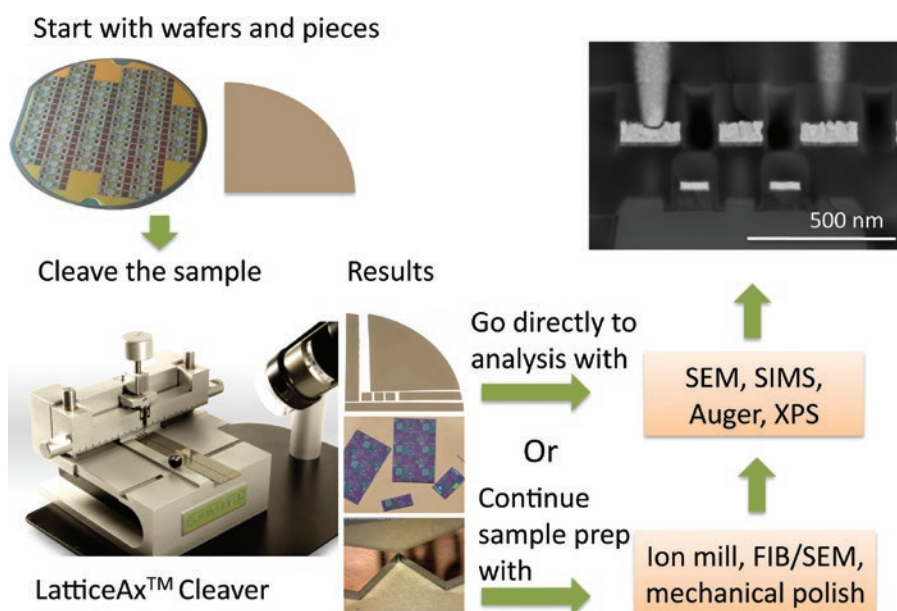 Start with wafers and pieces
500 nm
Cleave the sample
Results
Go directly to
analysis with
SEM, SIMS,
Auger, XPS
Or
Continue
sample prep
with
Ion mill, FIB/SEM,
mechanical polish
LatticeAx™ Cleaver